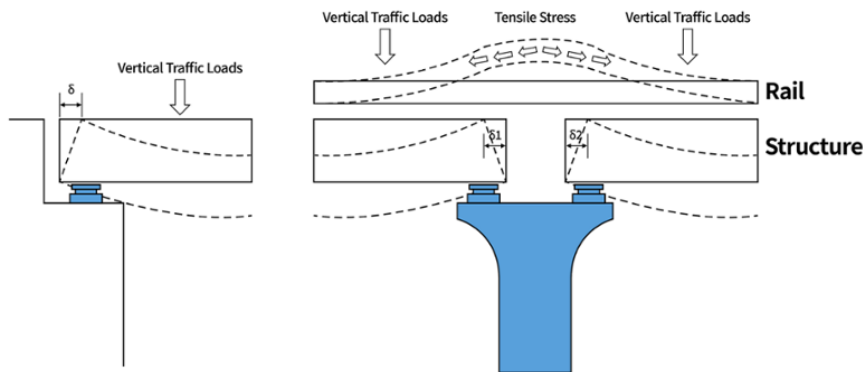 Vertical Traffic Loads
Tensile Stress
Vertical Traffic Loads
Vertical Traffic Loads
δ
Rail
δ1
δ2
Structure